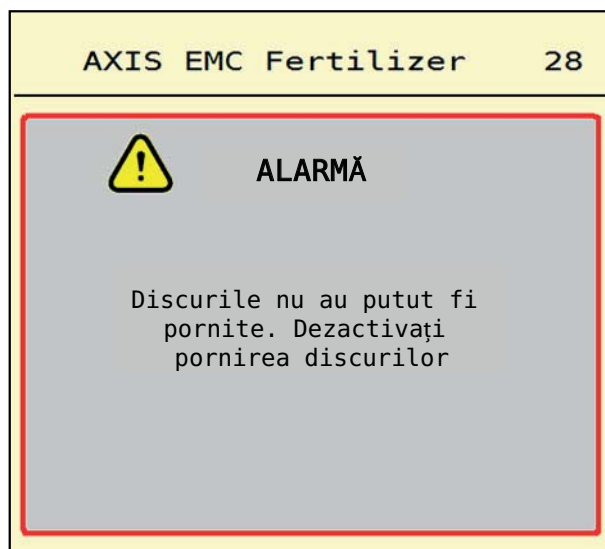 AXIS EMC Fertilizer 28
ALARMĂ
Discurile nu au putut fi
pornite. Dezactivați
pornirea discurilor